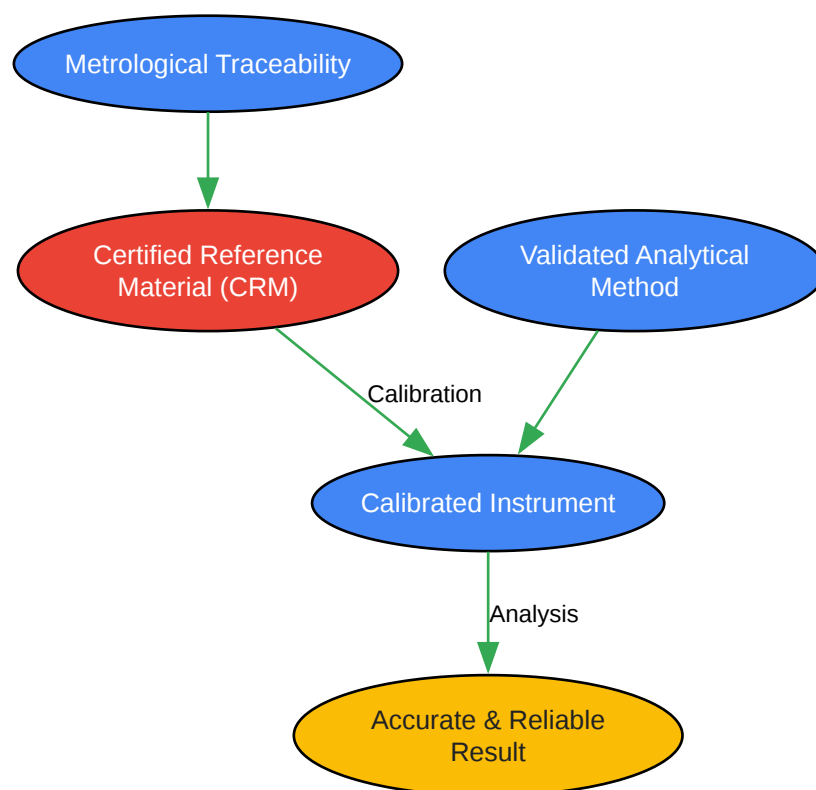 Metrological Traceability
Certified Reference
Material (CRM)
Validated Analytical
Method
Calibration
Calibrated Instrument
Analysis
Accurate & Reliable
Result